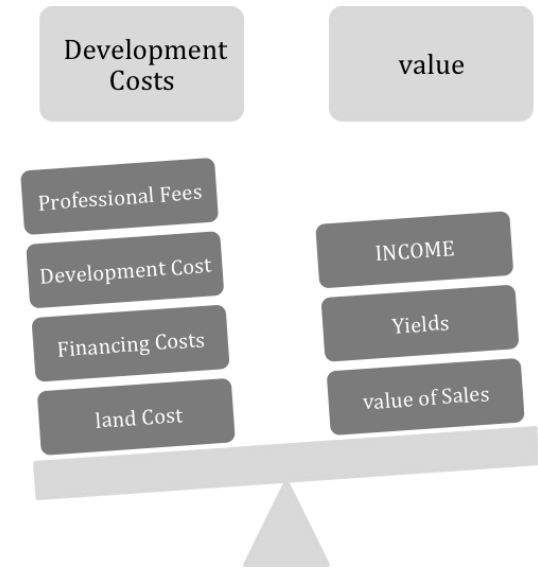 Development
Costs
value
Professional Fees
Development Cost
Financing Costs
land Cost
INCOME
Yields
value of Sales